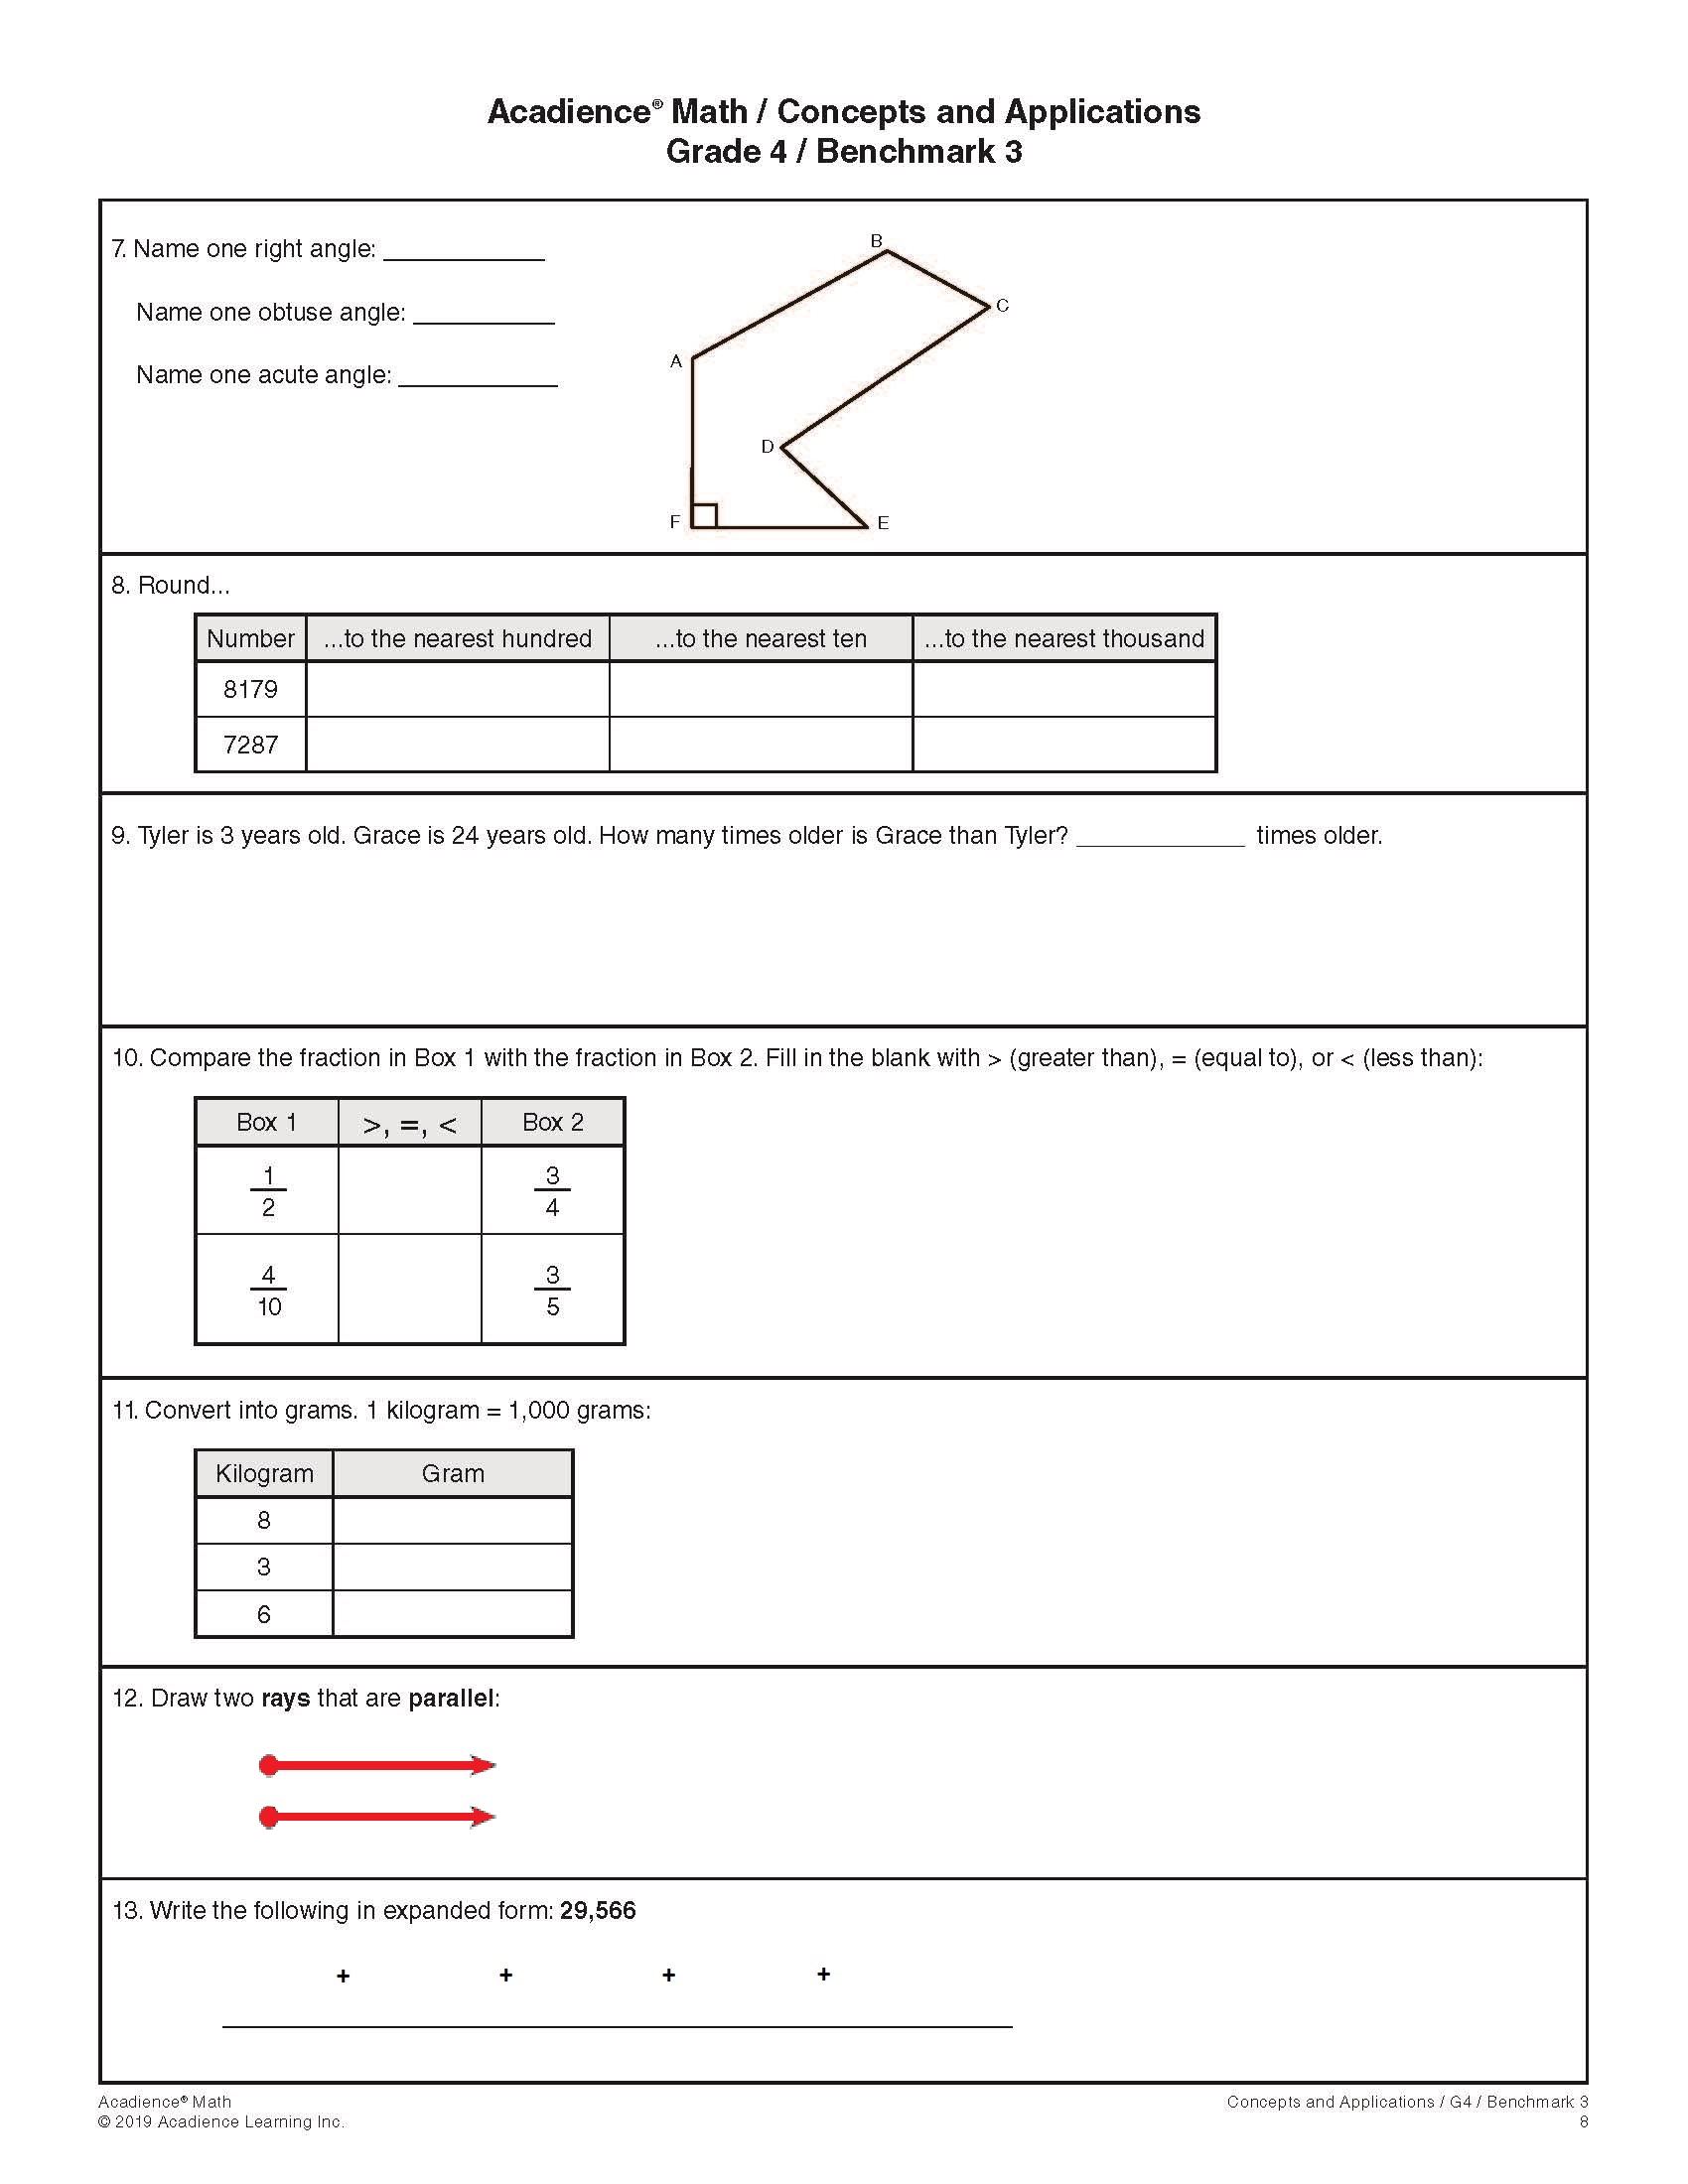 Acadience® Math / Concepts and Applications
Grade 4 / Benchmark 3
7. Name one right angle: ____________
Name one obtuse angle: ____________
Name one acute angle: ____________
B
C
A
D
F
E
8. Round...
Number ...to the nearest hundred ...to the nearest ten ...to the nearest thousand
8179
7287
9. Tyler is 3 years old. Grace is 24 years old. How many times older is Grace than Tyler? ____________ times older.
10. Compare the fraction in Box 1 with the fraction in Box 2. Fill in the blank with > (greater than), = (equal to), or < (less than):
Box 1 >, =, < Box 2
1 3
2 4
4 3
10 5
11. Convert into grams. 1 kilogram = 1,000 grams:
Kilogram Gram
8
3
6
12. Draw two rays that are parallel:
13. Write the following in expanded form: 29,566
+ + + +
Acadience® Math Concepts and Applications / G4 / Benchmark 3
© 2019 Acadience Learning Inc. 8